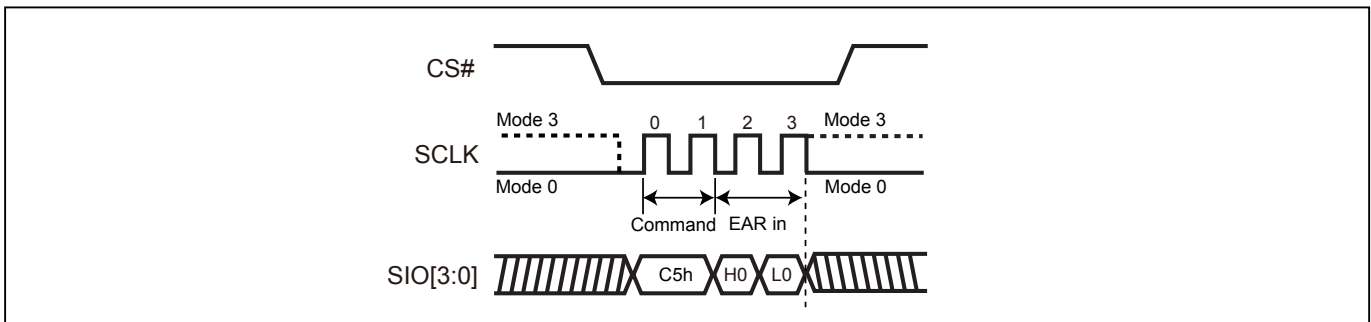 CS#
Mode 3 0 1 2 3 Mode 3
SCLK
Mode 0 Mode 0
Command EAR in
SIO[3:0] C5h H0 L0